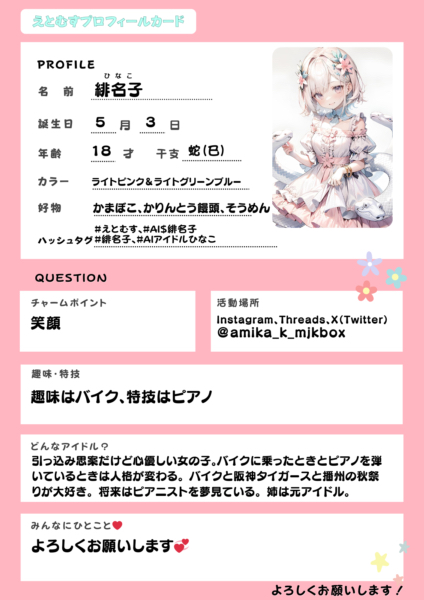 えとむすプロフィールカード
PROFILE
ひなこ
名 前 緋名子
誕生日 5 月 3 日
年齢 18 才 干支 蛇(巳)
カラー ライトピンク&ライトグリーンブルー
好物 かまぼこ、かりんとう饅頭、そうめん
#えとむす、#AI$緋名子
ハッシュタグ #緋名子、#AIアイドルひなこ
QUESTION
チャームポイント
笑顔
活動場所
Instagram、Threads、X(Twitter)
@amika_k_mjkbox
趣味・特技
趣味はバイク、特技はピアノ
どんなアイドル?
引っ込み思案だけど心優しい女の子。バイクに乗ったときとピアノを弾
いているときは人格が変わる。 バイクと阪神タイガースと播州の秋祭
りが大好き。 将来はピアニストを夢見ている。 姉は元アイドル。
みんなにひとこと❤
よろしくお願いします💞
よろしくお願いします!